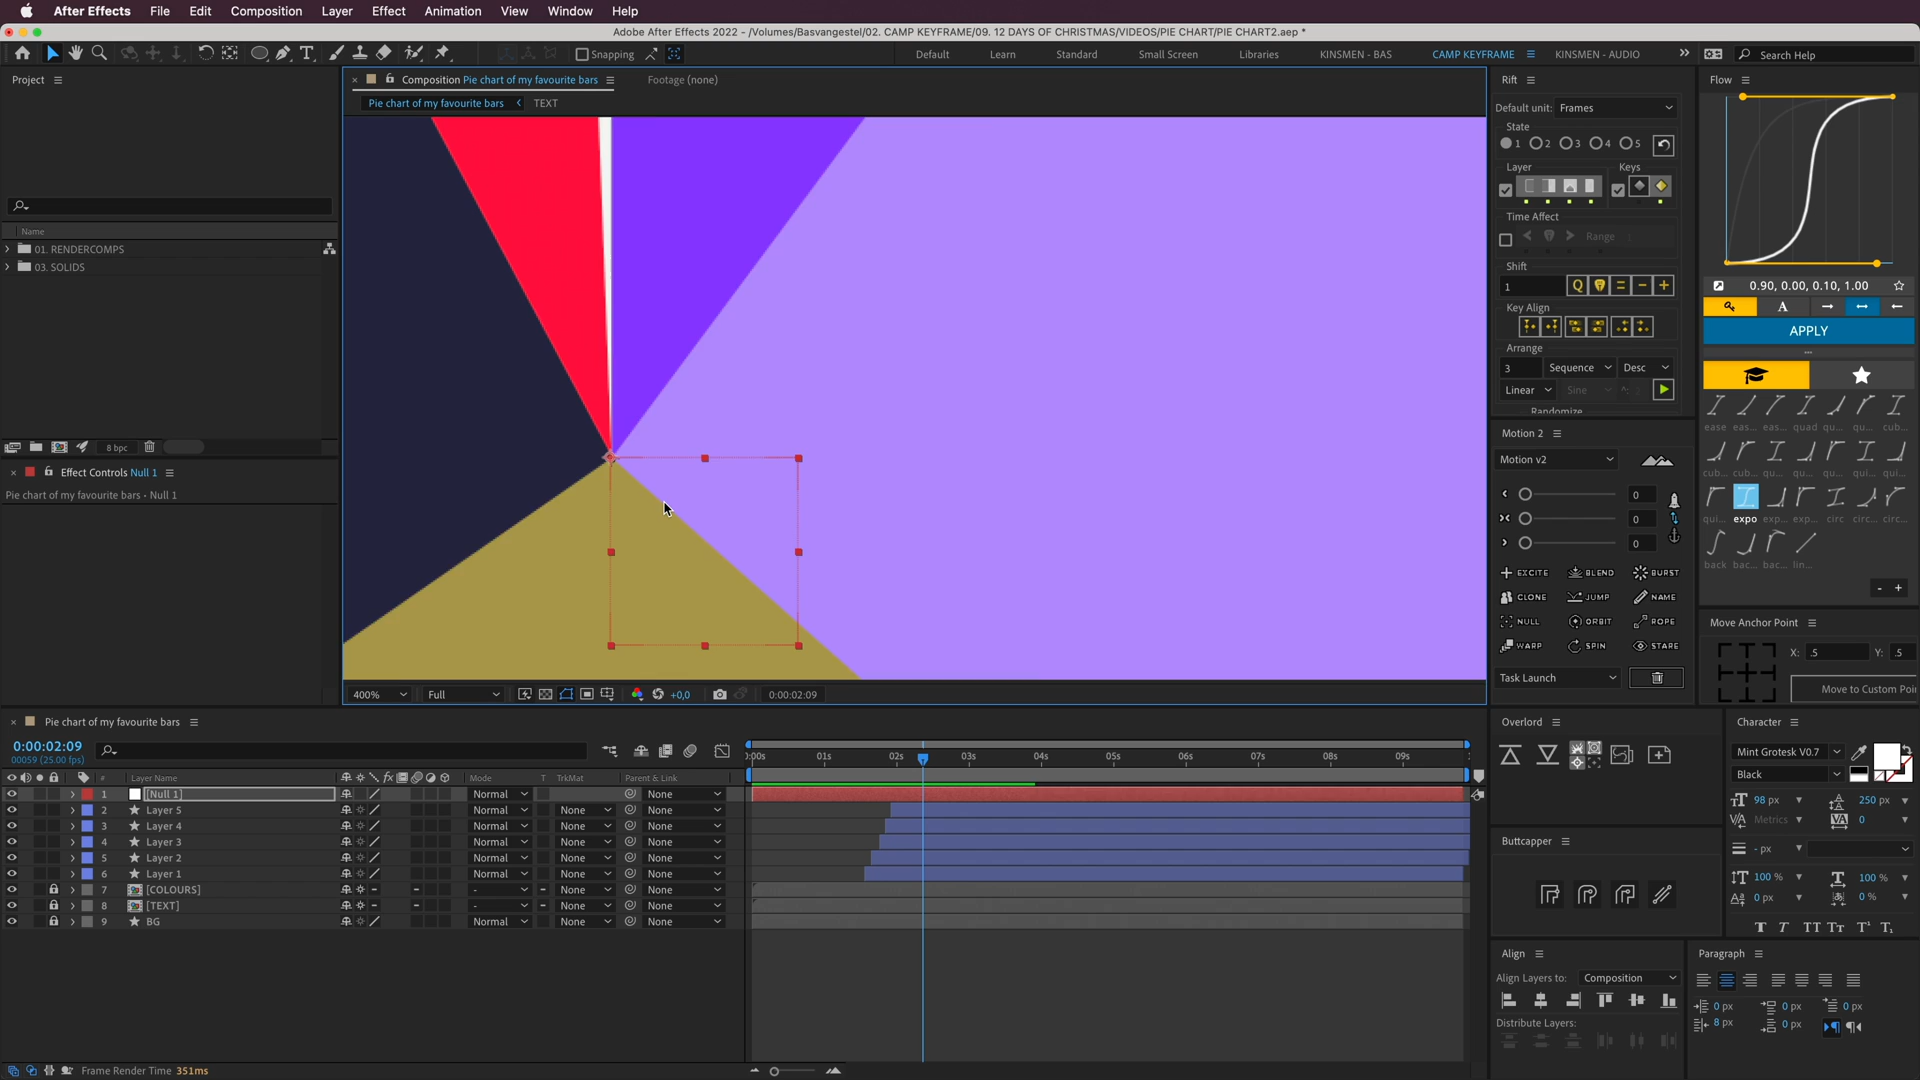 After Effects File Edit Composition Layer Effect Animation View Window Help
Adobe After Effects 2022 - /Volumes/Basvangestel/02. CAMP KEYFRAME/09. 12 DAYS OF CHRISTMAS/VIDEOS/PIE CHART/PIE CHART2.aep *
Snapping Default Learn Standard Small Screen Libraries KINSMEN - BAS CAMP KEYFRAME KINSMEN - AUDIO Search Help
Project
Composition Pie chart of my favourite bars Footage (none)
Pie chart of my favourite bars TEXT
Name
01. RENDERCOMPS
03. SOLIDS
8 bpc
Effect Controls Null 1
Pie chart of my favourite bars - Null 1
400% Full +0,0 0:00:02:09
Rift
Default unit: Frames
State
1 2 3 4 5
Layer Keys
Time Affect
Range
Shift
1 Q
Key Align
Arrange
3 Sequence Desc
Linear Sine
Randomize
Flow
0.90, 0.00, 0.10, 1.00
A
APPLY
ease eas... eas... quad qu... qu... cub...
cub... cub... qu... qu... qu... qui... qui...
qui... expo exp... exp... circ circ... circ...
back bac... bac... lin...
- +
Motion 2
Motion v2
0
0
0
EXCITE BLEND BURST
CLONE JUMP NAME
NULL ORBIT ROPE
WARP SPIN STARE
Task Launch
Move Anchor Point
X: .5 Y: .5
Move to Custom Poi
Pie chart of my favourite bars
0:00:02:09
00059 (25.00 fps)
:00s 01s 02s 03s 04s 05s 06s 07s 08s 09s
# Layer Name fx Mode T TrkMat Parent & Link
1 [Null 1] Normal None
2 Layer 5 Normal None None
3 Layer 4 Normal None None
4 Layer 3 Normal None None
5 Layer 2 Normal None None
6 Layer 1 Normal None None
7 [COLOURS] - None None
8 [TEXT] - None None
9 BG Normal None None
Frame Render Time 351ms
Overlord
Buttcapper
Align
Align Layers to: Composition
Distribute Layers:
Character
Mint Grotesk V0.7
Black
98 px 250 px
Metrics 0
- px
100 % 100 %
0 px 0 %
T T TT Tt T¹ T₁
Paragraph
0 px 0 px 0 px
8 px 0 px